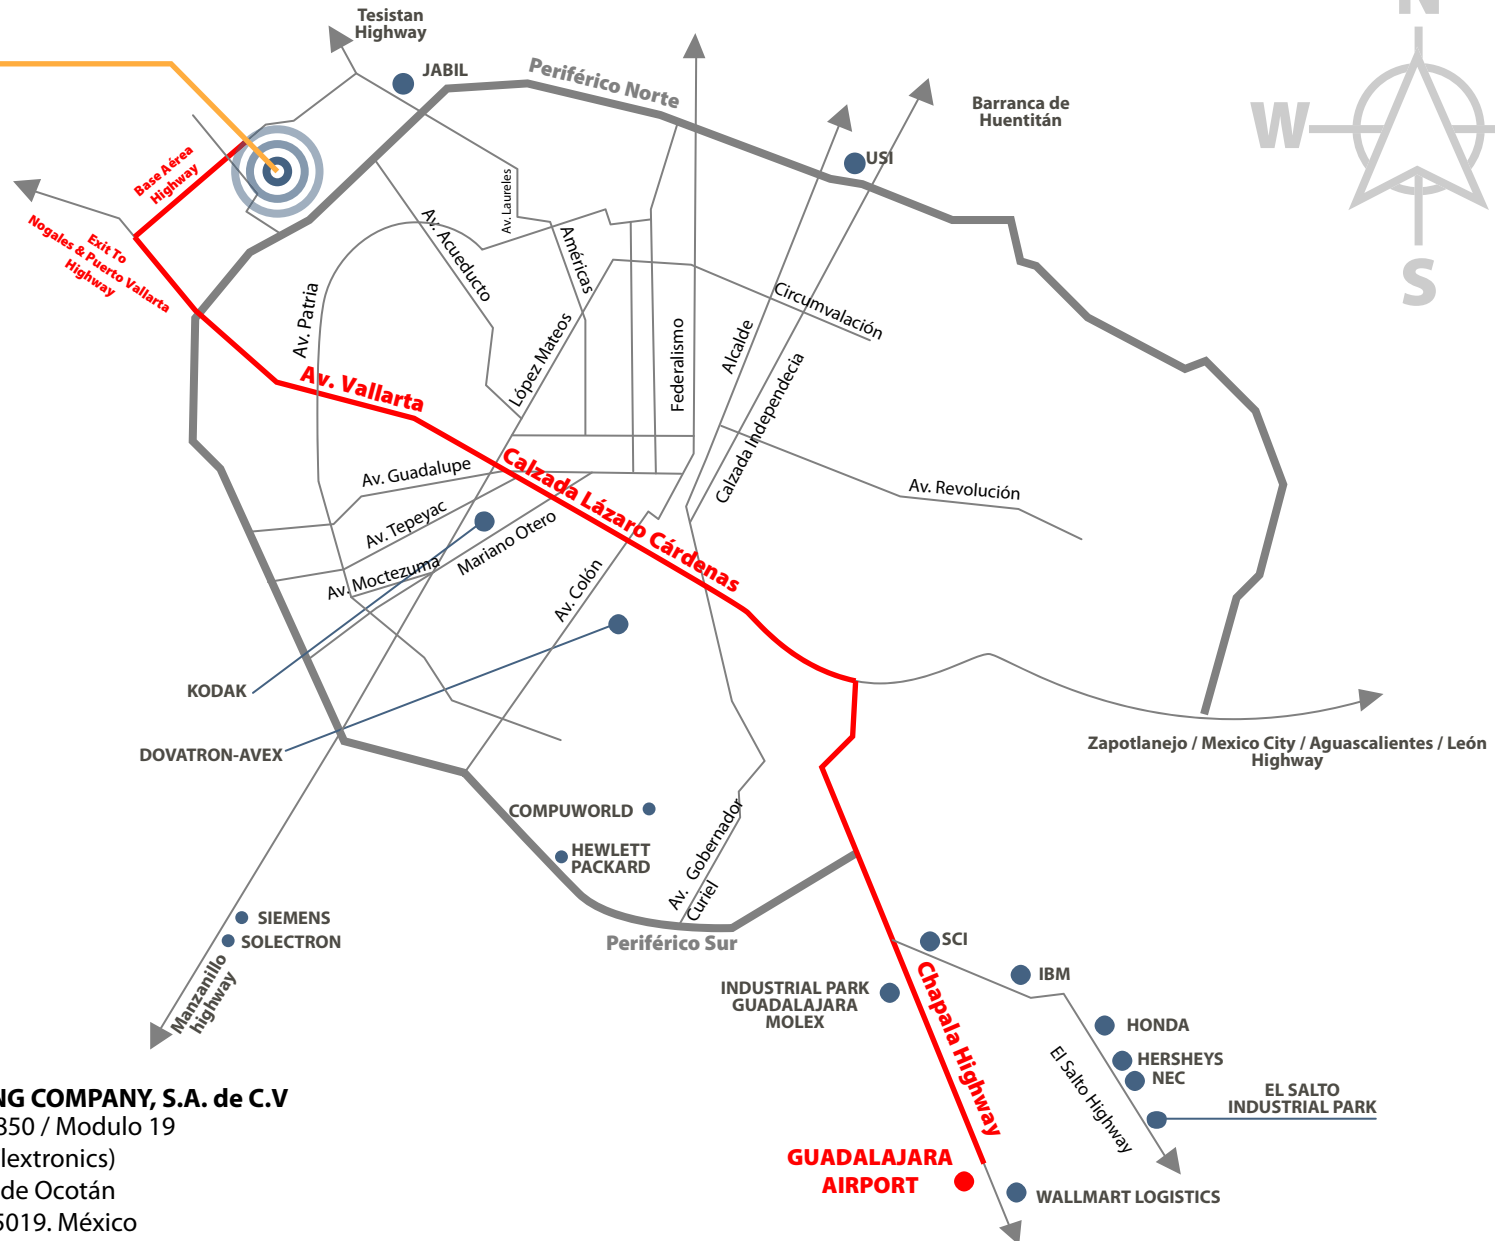 N
Tesistan
Highway
JABIL
Periférico Norte
Barranca de
Huentitán
W
USI
Base Aérea
Highway
Av. Laureles
Exit To
Nogales & Puerto Vallarta
Highway
Av. Acueducto
Américas
S
Av. Patria
Circumvalación
López Mateos
Federalismo
Alcalde
Calzada Independecia
Av. Vallarta
Av. Guadalupe
Calzada Lázaro Cárdenas
Av. Revolución
Av. Tepeyac
Mariano Otero
Av. Moctezuma
Av. Colón
KODAK
DOVATRON-AVEX
Zapotlanejo / Mexico City / Aguascalientes / León
Highway
COMPUWORLD
HEWLETT
PACKARD
Av. Gobernador
Curiel
SIEMENS
SOLECTRON
Periférico Sur
SCI
Manzanillo
highway
IBM
INDUSTRIAL PARK
GUADALAJARA
MOLEX
Chapala Highway
HONDA
HERSHEYS
NEC
El Salto Highway
EL SALTO
INDUSTRIAL PARK
NG COMPANY, S.A. de C.V
850 / Modulo 19
lextronics)
de Ocotán
5019. México
GUADALAJARA
AIRPORT
WALLMART LOGISTICS